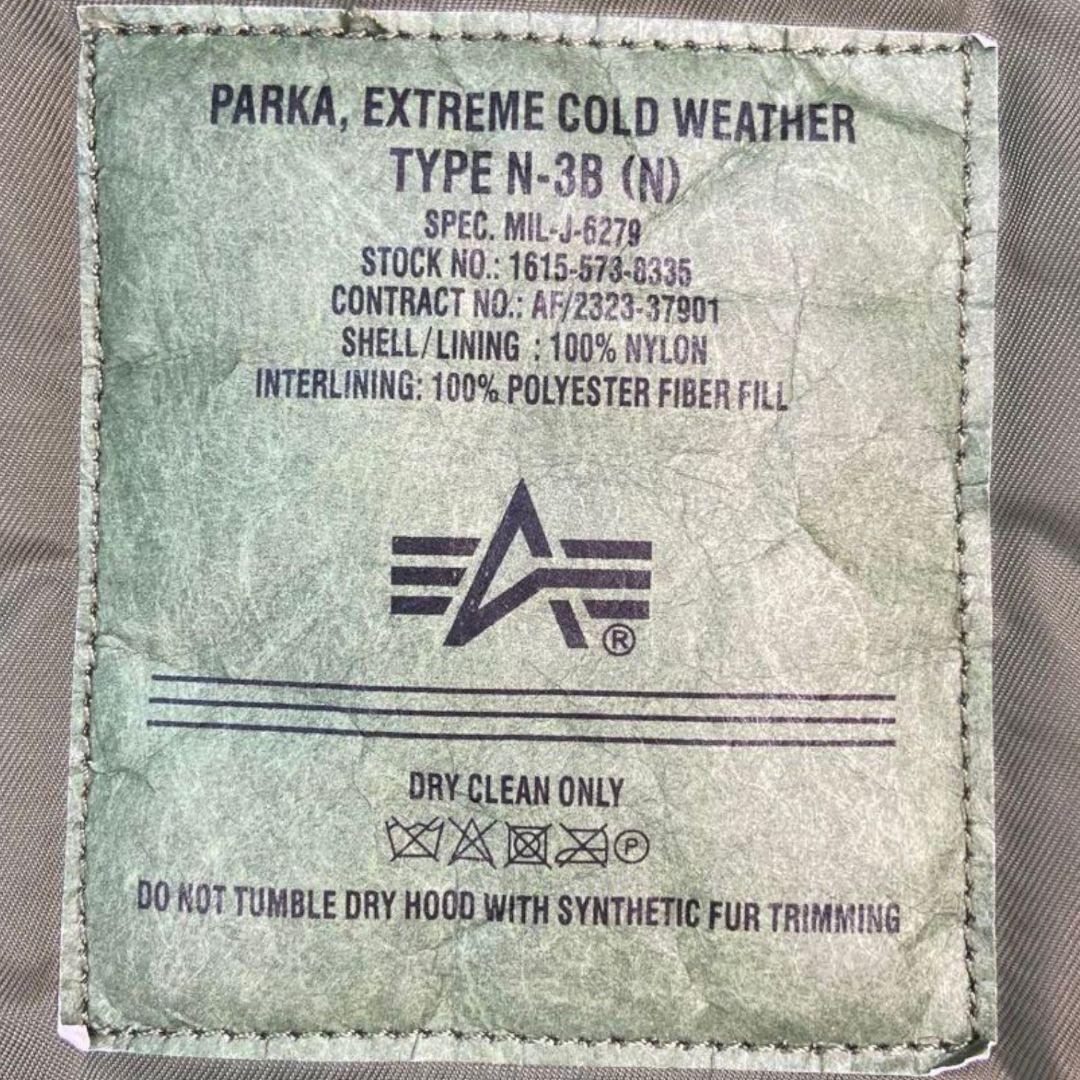 PARKA, EXTREME COLD WEATHER
TYPE N-3B (N)
SPEC. MIL-J-6279
STOCK NO.: 1615-573-8335
CONTRACT NO.: AF/2323-37901
SHELL/LINING : 100% NYLON
INTERLINING: 100% POLYESTER FIBER FILL
®
DRY CLEAN ONLY
P
DO NOT TUMBLE DRY HOOD WITH SYNTHETIC FUR TRIMMING